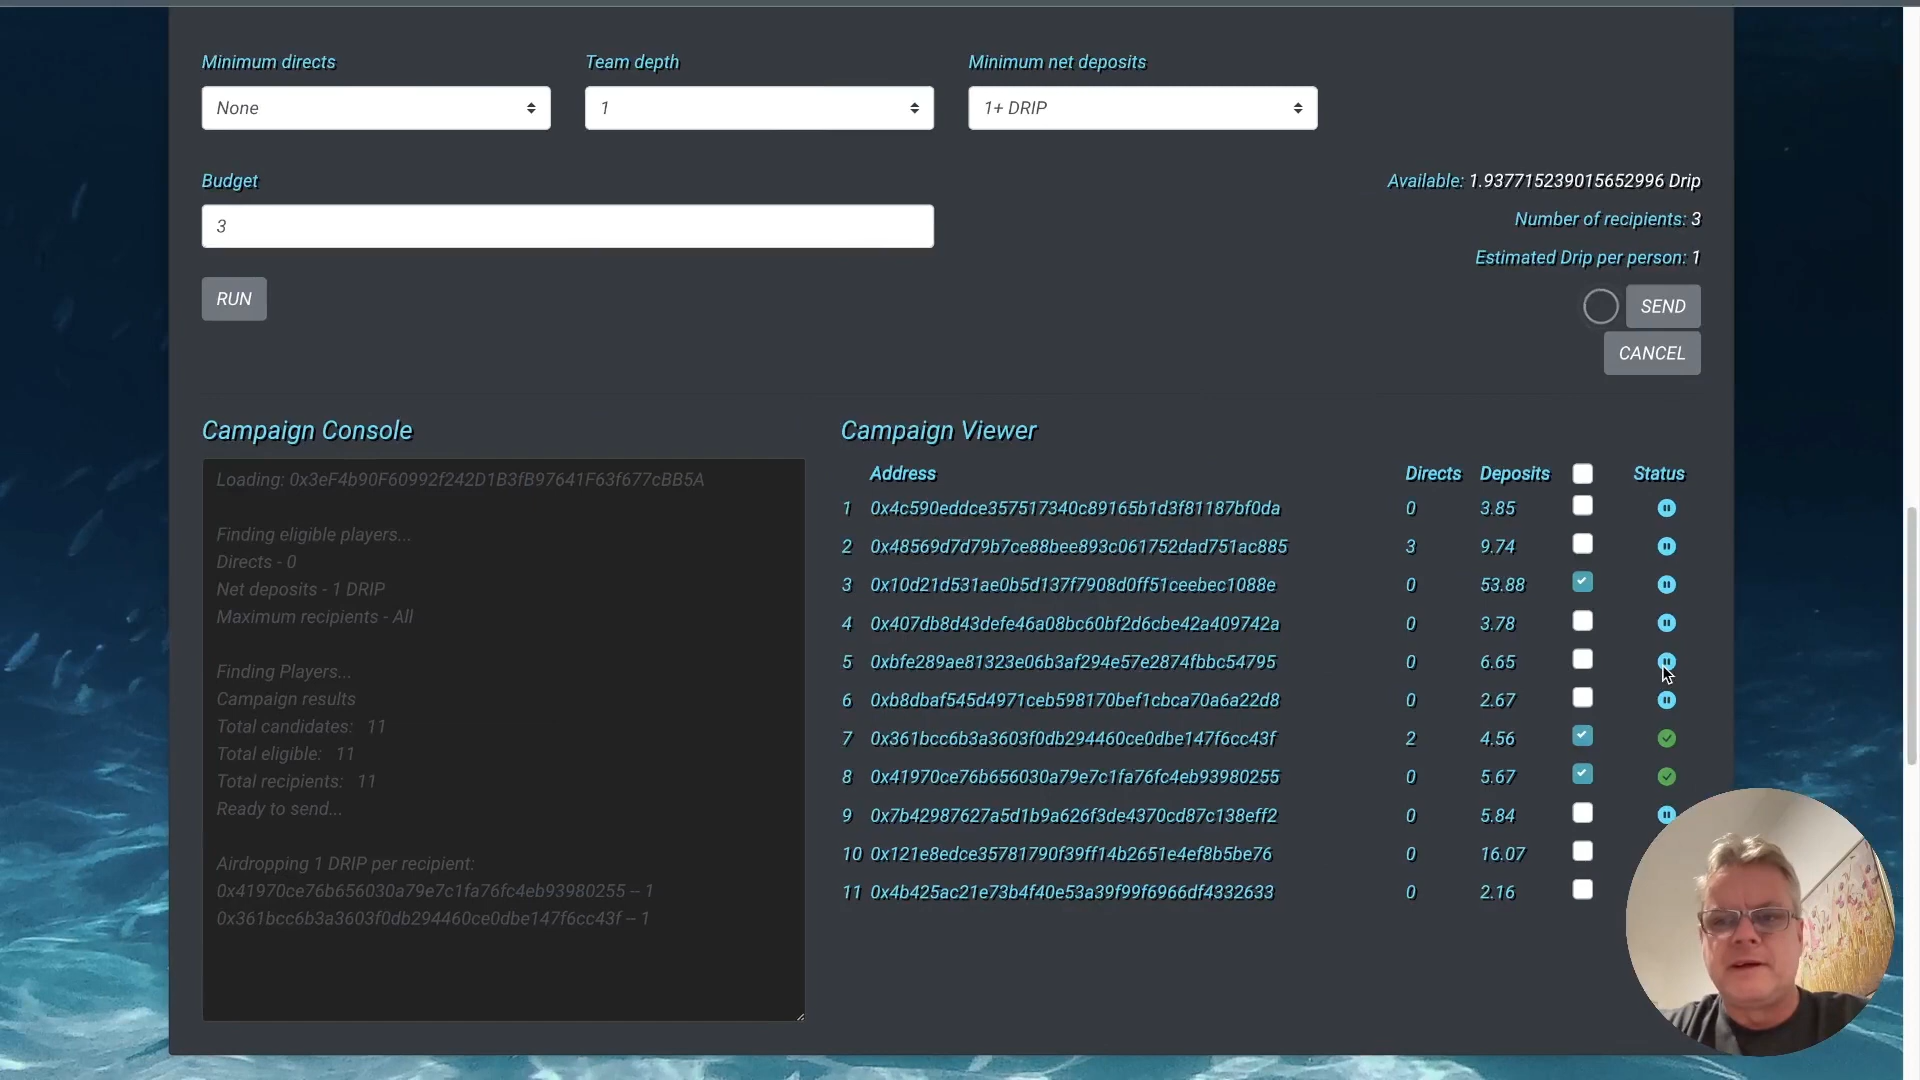 Minimum directs
Team depth
Minimum net deposits
None
1
1+ DRIP
Budget
Available: 1.937715239015652996 Drip
3
Number of recipients: 3
Estimated Drip per person: 1
RUN
SEND
CANCEL
Campaign Console
Loading: 0x3eF4b90F60992f242D1B3fB97641F63f677cBB5A
Finding eligible players...
Directs - 0
Net deposits - 1 DRIP
Maximum recipients - All
Finding Players...
Campaign results
Total candidates: 11
Total eligible: 11
Total recipients: 11
Ready to send...
Airdropping 1 DRIP per recipient:
0x41970ce76b656030a79e7c1fa76fc4eb93980255 -- 1
0x361bcc6b3a3603f0db294460ce0dbe147f6cc43f -- 1
Campaign Viewer
Address Directs Deposits Status
1 0x4c590eddce357517340c89165b1d3f81187bf0da 0 3.85
2 0x48569d7d79b7ce88bee893c061752dad751ac885 3 9.74
3 0x10d21d531ae0b5d137f7908d0ff51ceebec1088e 0 53.88
4 0x407db8d43defe46a08bc60bf2d6cbe42a409742a 0 3.78
5 0xbfe289ae81323e06b3af294e57e2874fbbc54795 0 6.65
6 0xb8dbaf545d4971ceb598170bef1cbca70a6a22d8 0 2.67
7 0x361bcc6b3a3603f0db294460ce0dbe147f6cc43f 2 4.56
8 0x41970ce76b656030a79e7c1fa76fc4eb93980255 0 5.67
9 0x7b42987627a5d1b9a626f3de4370cd87c138eff2 0 5.84
10 0x121e8edce35781790f39ff14b2651e4ef8b5be76 0 16.07
11 0x4b425ac21e73b4f40e53a39f99f6966df4332633 0 2.16